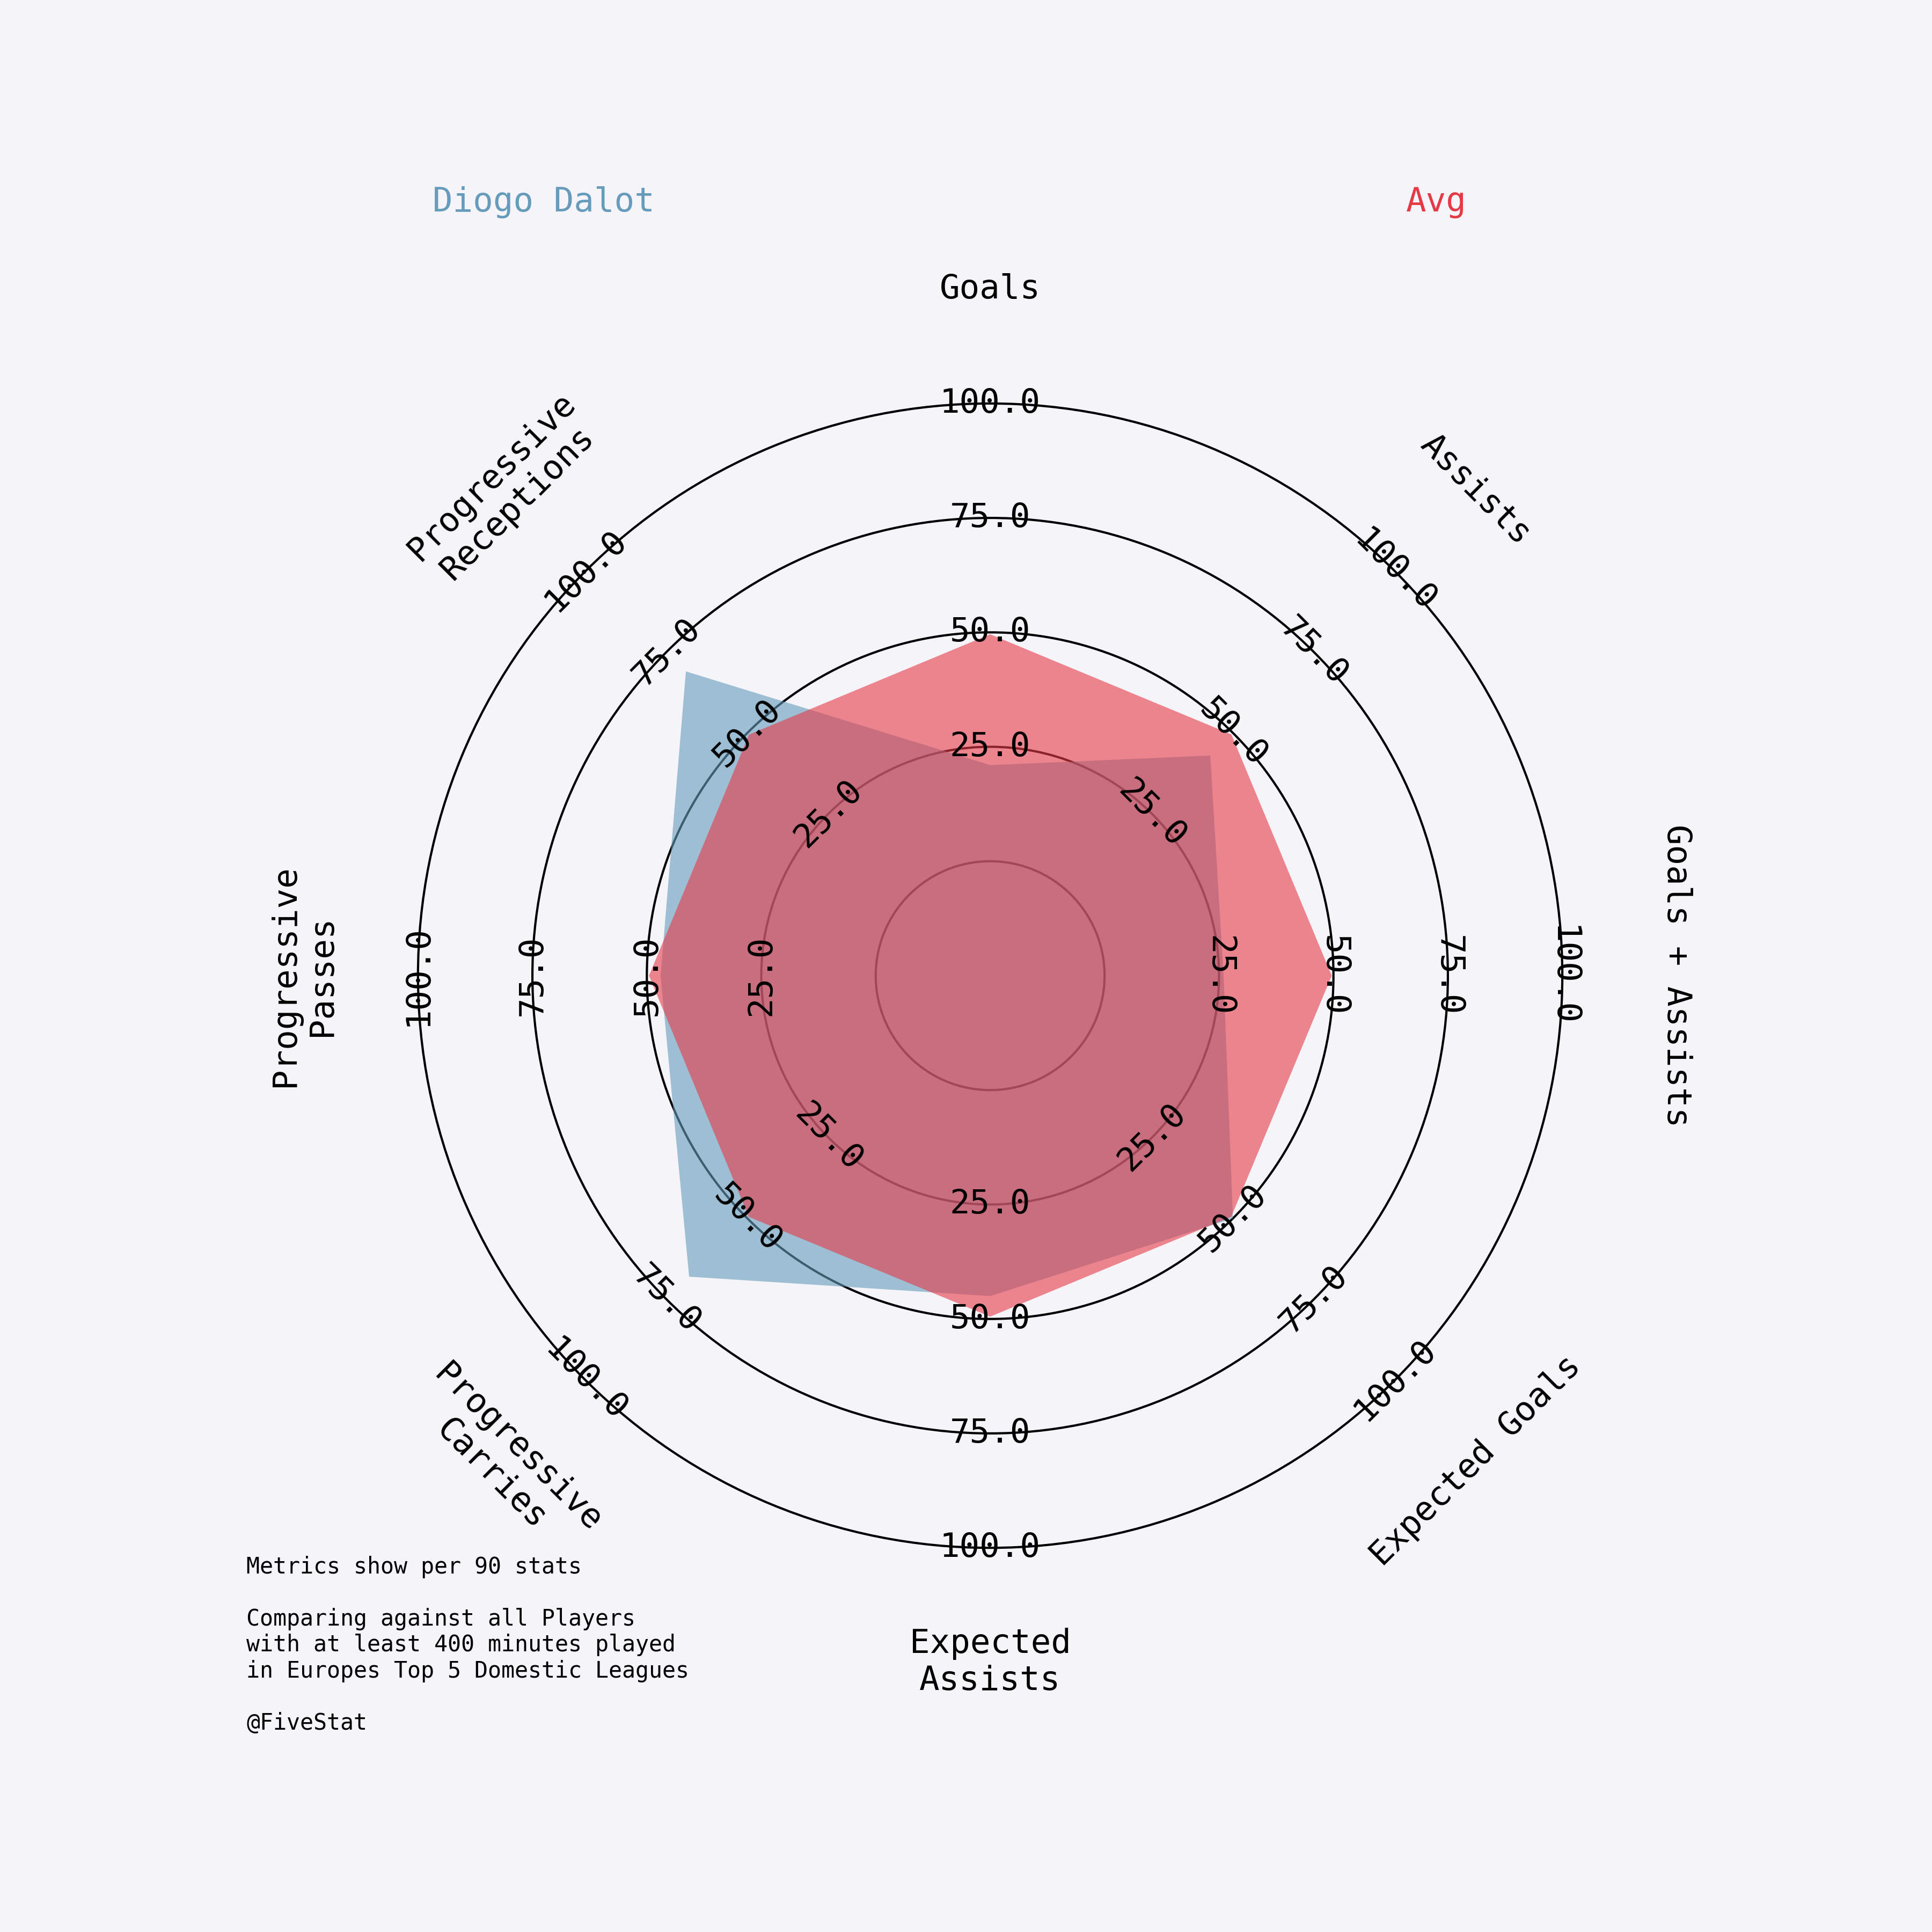 Diogo Dalot
Avg
Goals
Assists
Goals + Assists
Expected Goals
Expected
Assists
Progressive
Carries
Progressive
Passes
Progressive
Receptions
25.0
50.0
75.0
100.0
25.0
50.0
75.0
100.0
25.0
50.0
75.0
100.0
25.0
50.0
75.0
100.0
25.0
50.0
75.0
100.0
25.0
50.0
75.0
100.0
25.0
50.0
75.0
100.0
25.0
50.0
75.0
100.0
Metrics show per 90 stats
Comparing against all Players
with at least 400 minutes played
in Europes Top 5 Domestic Leagues
@FiveStat